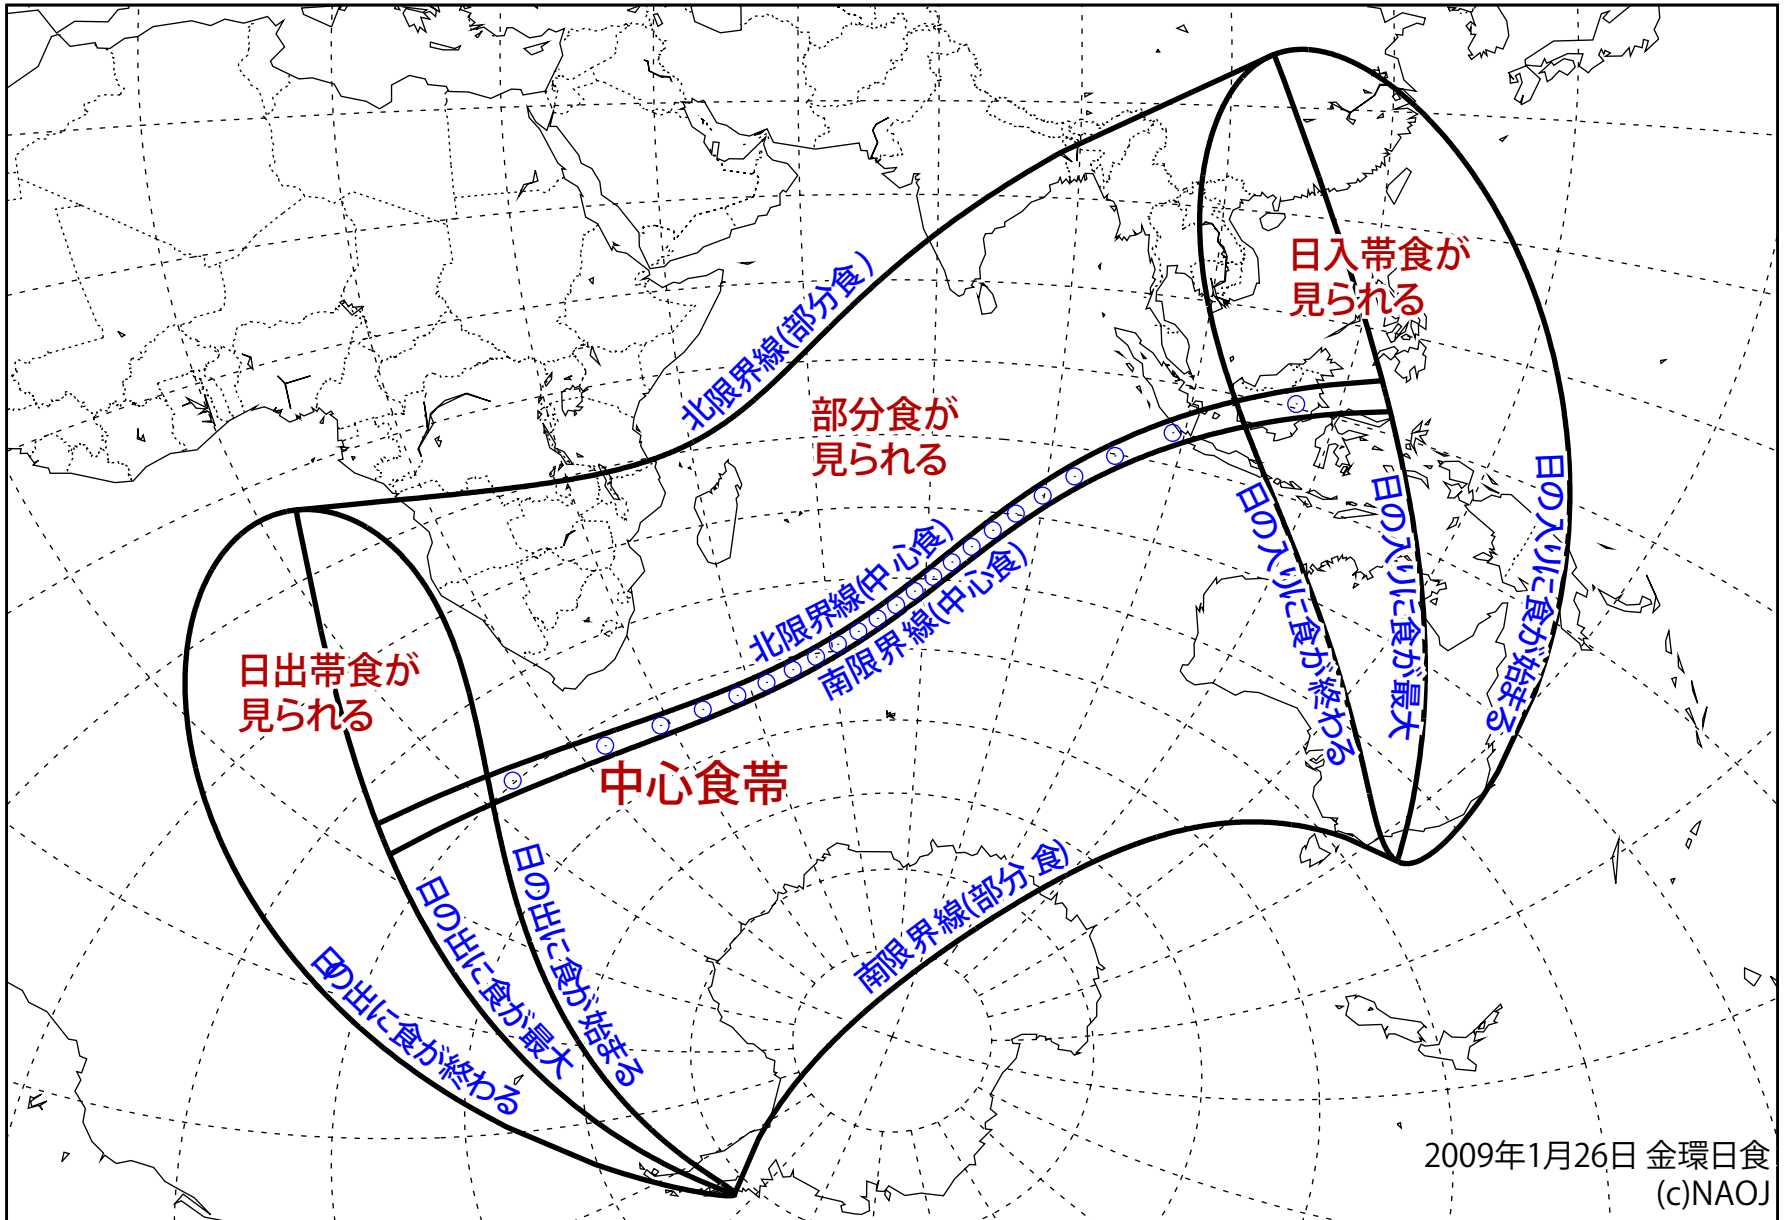 日入帯食が
見られる
北限界線(部分食)
部分食が
見られる
日の入りに食が終わる
日の入りに食が最大
日の入りに食が始まる
北限界線(中心食)
南限界線(中心食)
日出帯食が
見られる
中心食帯
日の出に食が終わる
日の出に食が最大
日の出に食が始まる
南限界線(部分食)
2009年1月26日 金環日食
(c)NAOJ